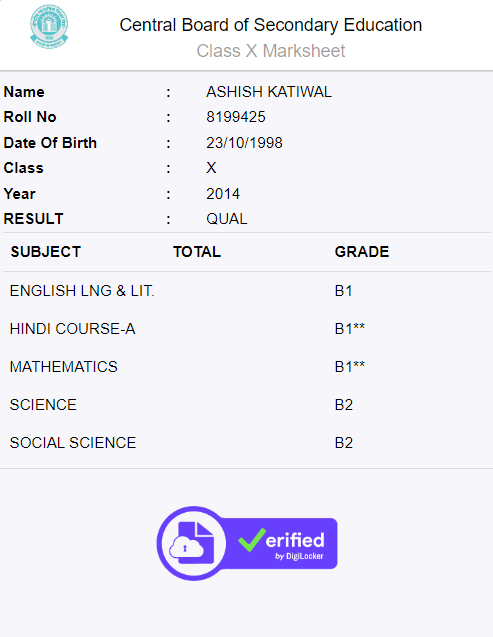 Central Board of Secondary Education
Class X Marksheet
Name : ASHISH KATIWAL
Roll No : 8199425
Date Of Birth : 23/10/1998
Class : X
Year : 2014
RESULT : QUAL
SUBJECT TOTAL GRADE
ENGLISH LNG & LIT. B1
HINDI COURSE-A B1**
MATHEMATICS B1**
SCIENCE B2
SOCIAL SCIENCE B2
erified
by DigiLocker